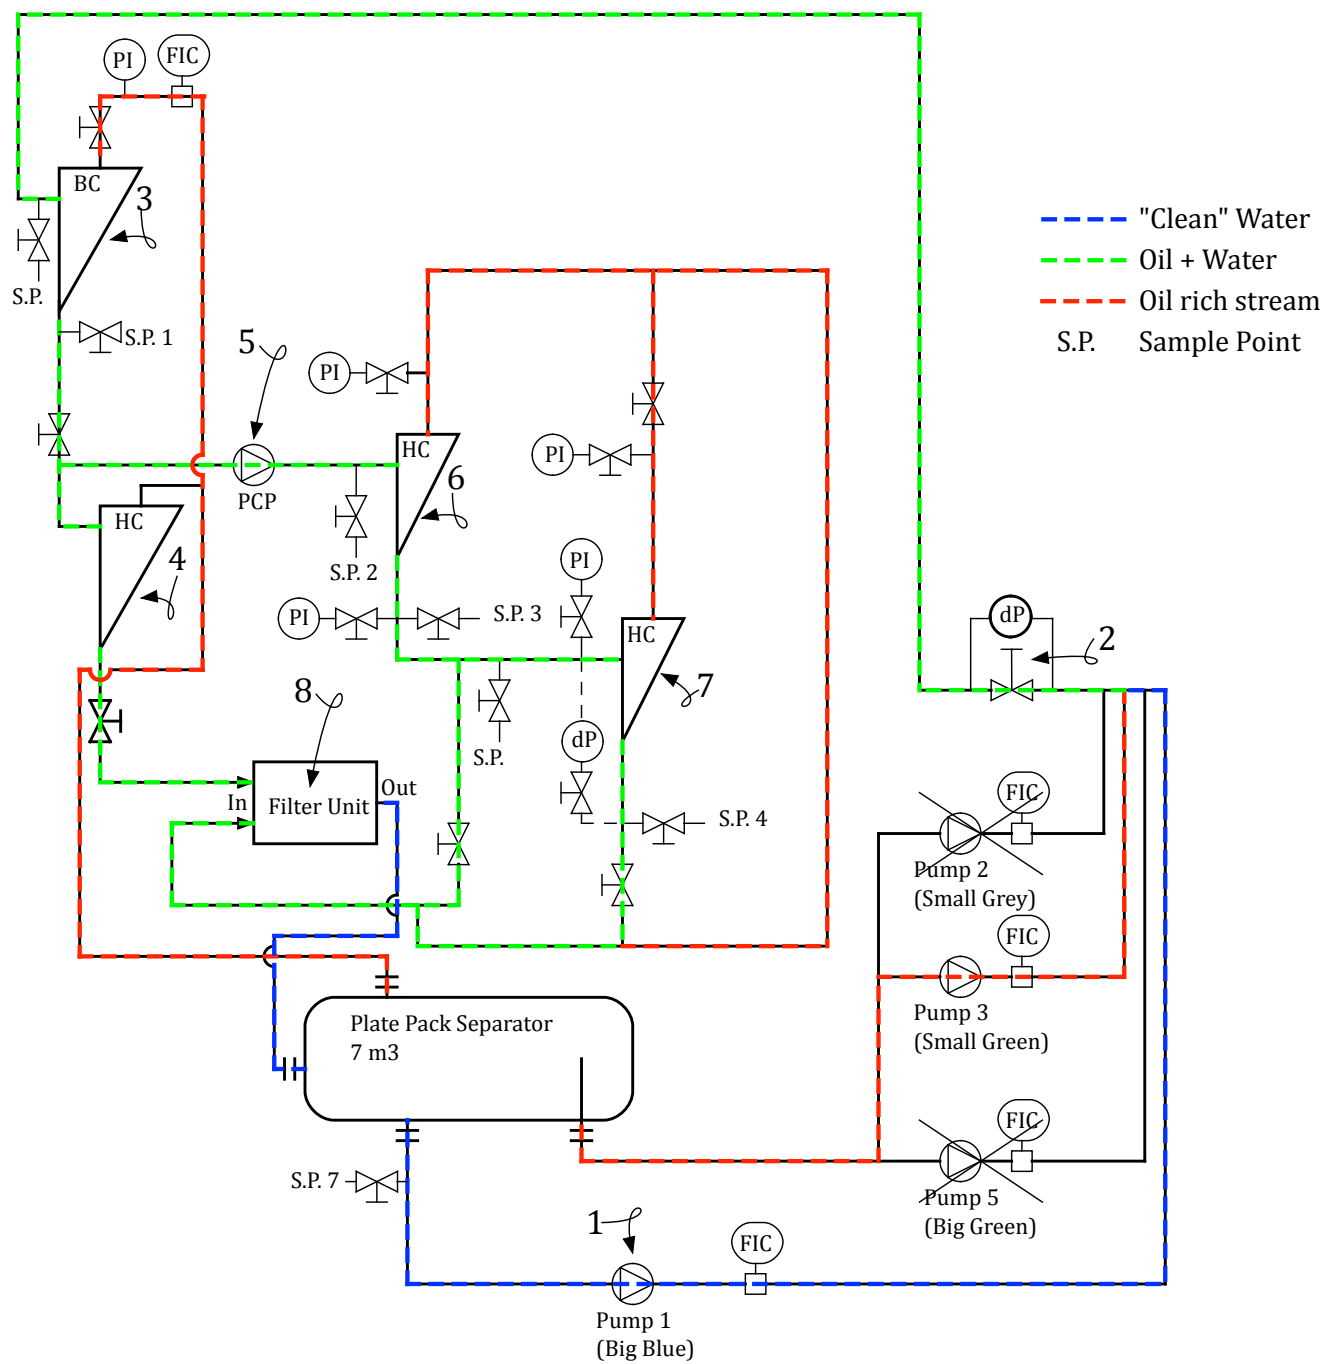 PI
FIC
BC
3
S.P.
S.P. 1
"Clean" Water
Oil + Water
Oil rich stream
S.P. Sample Point
5
PI
HC
PI
6
PCP
HC
4
S.P. 2
PI
PI
S.P. 3
HC
dP
2
7
8
S.P.
dP
In
Filter Unit
Out
S.P. 4
FIC
Pump 2
(Small Grey)
FIC
Pump 3
(Small Green)
Plate Pack Separator
7 m3
FIC
S.P. 7
Pump 5
(Big Green)
1
FIC
Pump 1
(Big Blue)